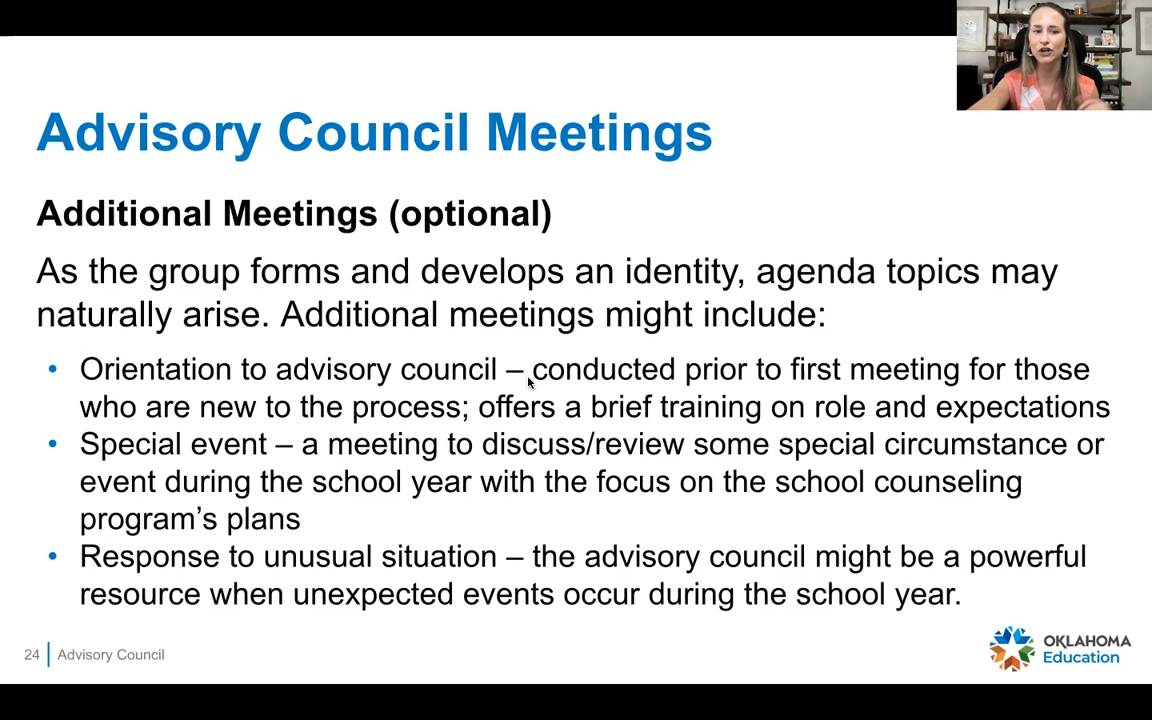 Advisory Council Meetings
Additional Meetings (optional)
As the group forms and develops an identity, agenda topics may
naturally arise. Additional meetings might include:
• Orientation to advisory council – conducted prior to first meeting for those
who are new to the process; offers a brief training on role and expectations
• Special event – a meeting to discuss/review some special circumstance or
event during the school year with the focus on the school counseling
program’s plans
• Response to unusual situation – the advisory council might be a powerful
resource when unexpected events occur during the school year.
24 | Advisory Council
OKLAHOMA
Education